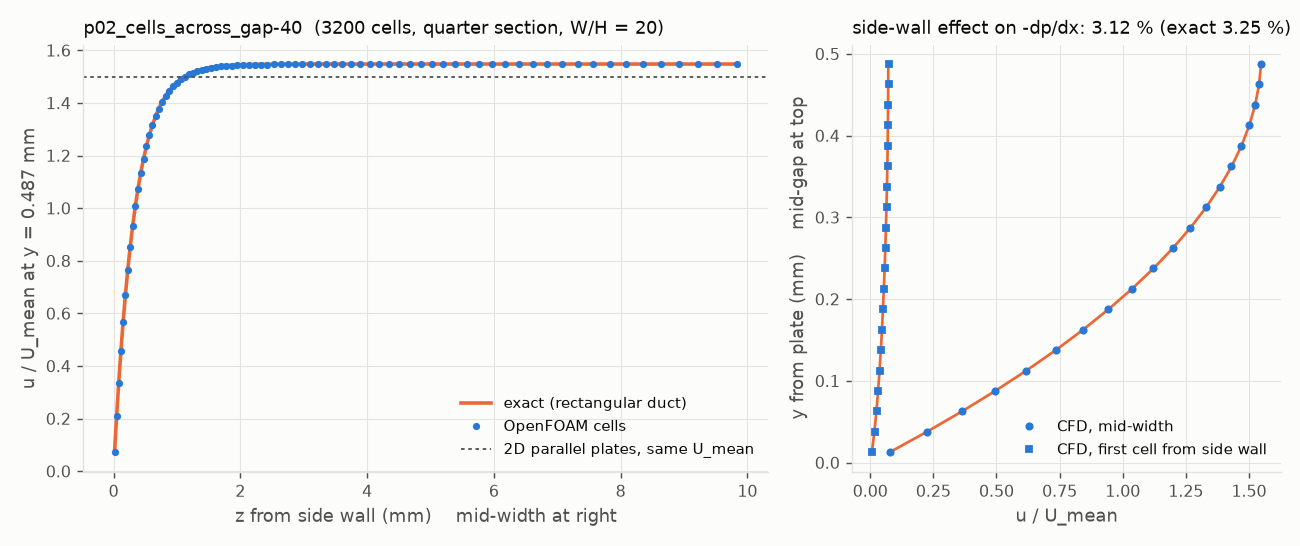 p02_cells_across_gap-40  (3200 cells, quarter section, W/H = 20)
u / U_mean at y = 0.487 mm
1.6
1.4
1.2
1.0
0.8
0.6
0.4
0.2
0.0
exact (rectangular duct)
OpenFOAM cells
2D parallel plates, same U_mean
0 2 4 6 8 10
z from side wall (mm)    mid-width at right
side-wall effect on -dp/dx: 3.12 % (exact 3.25 %)
y from plate (mm)    mid-gap at top
0.5
0.4
0.3
0.2
0.1
0.0
CFD, mid-width
CFD, first cell from side wall
0.00 0.25 0.50 0.75 1.00 1.25 1.50
u / U_mean